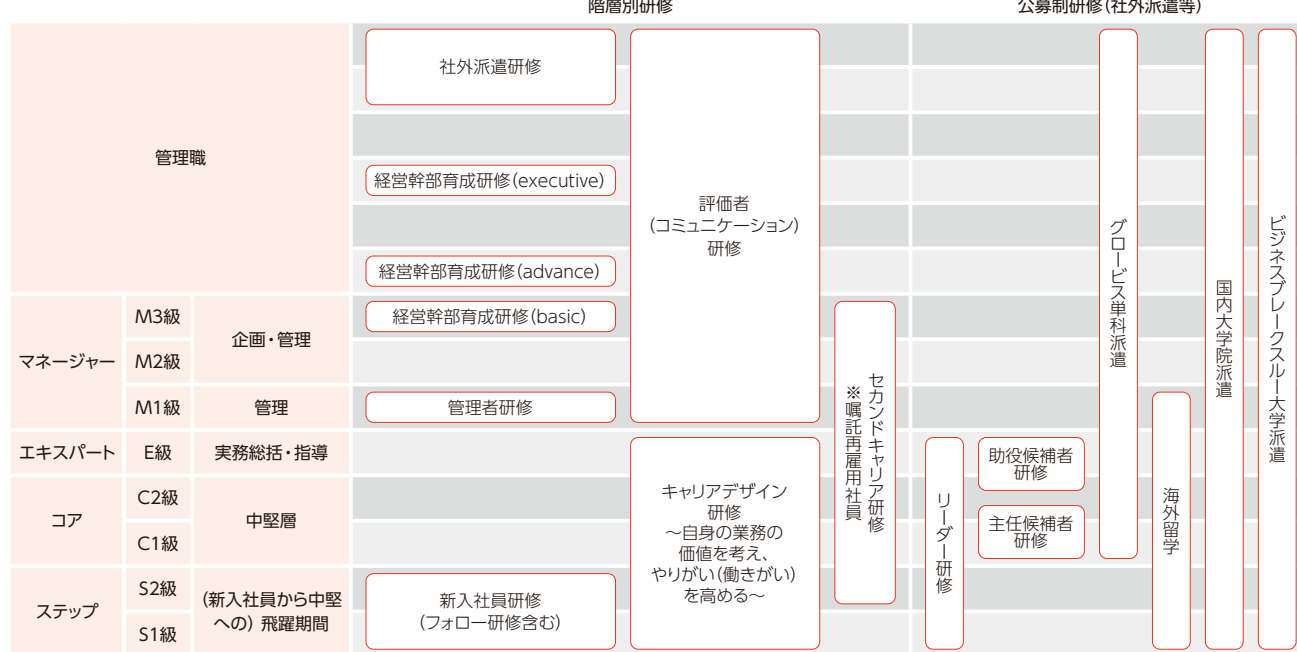 階層別研修
公募制研修(社外派遣等)
管理職
マネージャー
M3級
M2級
企画・管理
M1級
管理
エキスパート
E級
実務総括・指導
コア
C2級
C1級
中堅層
ステップ
S2級
S1級
(新入社員から中堅
への) 飛躍期間
社外派遣研修
経営幹部育成研修(executive)
経営幹部育成研修(advance)
経営幹部育成研修(basic)
管理者研修
新入社員研修
(フォロー研修含む)
評価者
(コミュニケーション)
研修
キャリアデザイン
研修
～自身の業務の
価値を考え、
やりがい(働きがい)
を高める～
セカンドキャリア研修
※嘱託再雇用社員
リーダー研修
助役候補者
研修
主任候補者
研修
グロービス単科派遣
海外留学
国内大学院派遣
ビジネスブレークスルー大学派遣